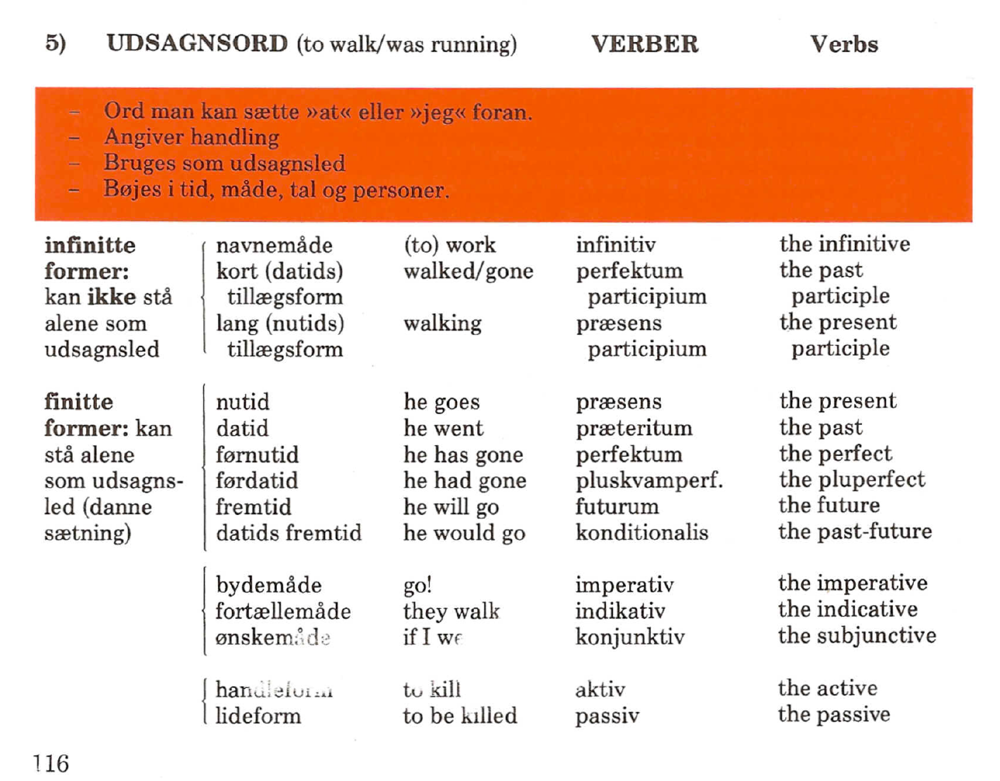 5) UDSAGNSORD (to walk/was running) VERBER Verbs
– Ord man kan sætte »at« eller »jeg« foran.
– Angiver handling
– Bruges som udsagnsled
– Bøjes i tid, måde, tal og personer.
infinitte navnemåde (to) work infinitiv the infinitive
former: kort (datids) walked/gone perfektum the past
kan ikke stå tillægsform participium participle
alene som lang (nutids) walking præsens the present
udsagnsled tillægsform participium participle
finitte nutid he goes præsens the present
former: kan datid he went præteritum the past
stå alene førnutid he has gone perfektum the perfect
som udsagns- førdatid he had gone pluskvamperf. the pluperfect
led (danne fremtid he will go futurum the future
sætning) datids fremtid he would go konditionalis the past-future
bydemåde go! imperativ the imperative
fortællemåde they walk indikativ the indicative
ønskemåde if I konjunktiv the subjunctive
handleform to kill aktiv the active
lideform to be killed passiv the passive
116